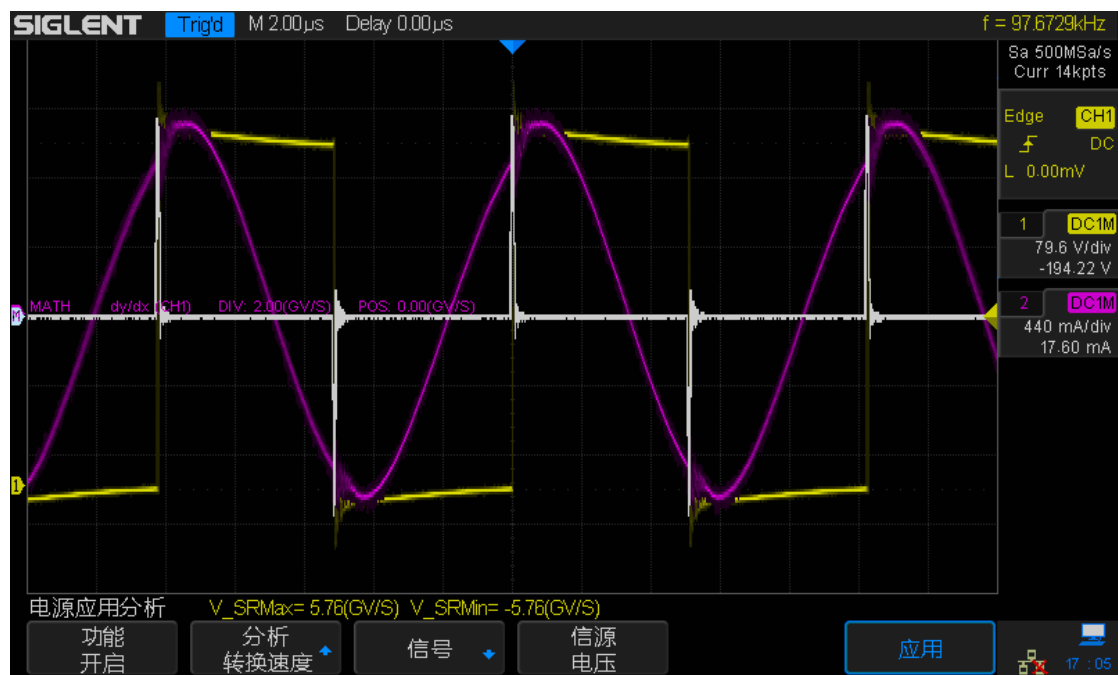 SIGLENT Trig'd M 2.00µs Delay 0.00µs f = 97.6729kHz
Sa 500MSa/s
Curr 14kpts
Edge CH1
DC
L 0.00mV
1 DC1M
79.6 V/div
-194.22 V
2 DC1M
440 mA/div
17.60 mA
M MATH dy/dx (CH1) DIV: 2.00(GV/S) POS: 0.00(GV/S)
1
电源应用分析 V_SRMax= 5.76(GV/S) V_SRMin= -5.76(GV/S)
功能
开启
分析
转换速度
信号
信源
电压
应用
17 : 05